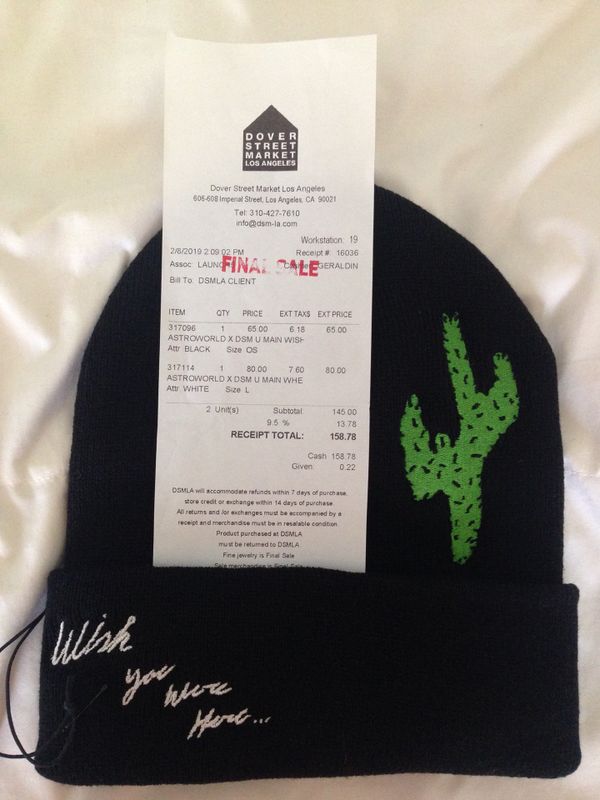 DOVER
STREET
MARKET
LOS ANGELES
Dover Street Market Los Angeles
606-608 Imperial Street, Los Angeles, CA 90021
Tel: 310-427-7610
info@dsm-la.com
Workstation: 19
2/8/2019 2:09:02 PM Receipt #: 16036
Assoc: LAUNCH GERALDIN
FINAL SALE
Bill To: DSMLA CLIENT
ITEM QTY PRICE EXT TAX$ EXT PRICE
317096 1 65.00 6.18 65.00
ASTROWORLD X DSM U MAIN WISH
Attr BLACK Size OS
317114 1 80.00 7.60 80.00
ASTROWORLD X DSM U MAIN WHE
Attr WHITE Size L
2 Unit(s) Subtotal: 145.00
9.5 % 13.78
RECEIPT TOTAL: 158.78
Cash 158.78
Given: 0.22
DSMLA will accommodate refunds within 7 days of purchase,
store credit or exchange within 14 days of purchase.
All returns and /or exchanges must be accompanied by a
receipt and merchandise must be in resalable condition.
Product purchased at DSMLA
must be returned to DSMLA
Fine jewelry is Final Sale
Sale merchandise is Final Sale
Wish
you
Were
Here...